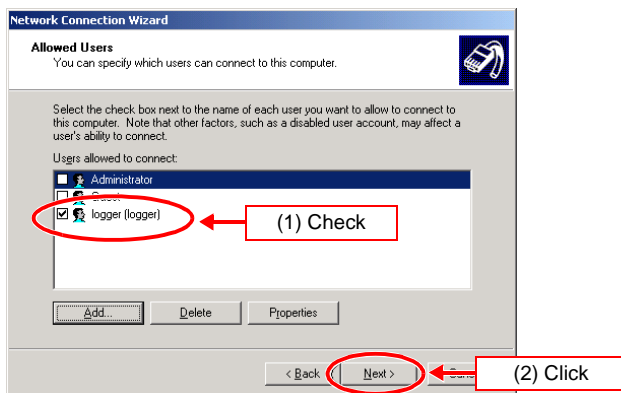 Network Connection Wizard
Allowed Users
You can specify which users can connect to this computer.
Select the check box next to the name of each user you want to allow to connect to
this computer. Note that other factors, such as a disabled user account, may affect a
user's ability to connect.
Users allowed to connect:
Administrator
logger (logger)
(1) Check
Add...
Delete
Properties
< Back
Next >
(2) Click